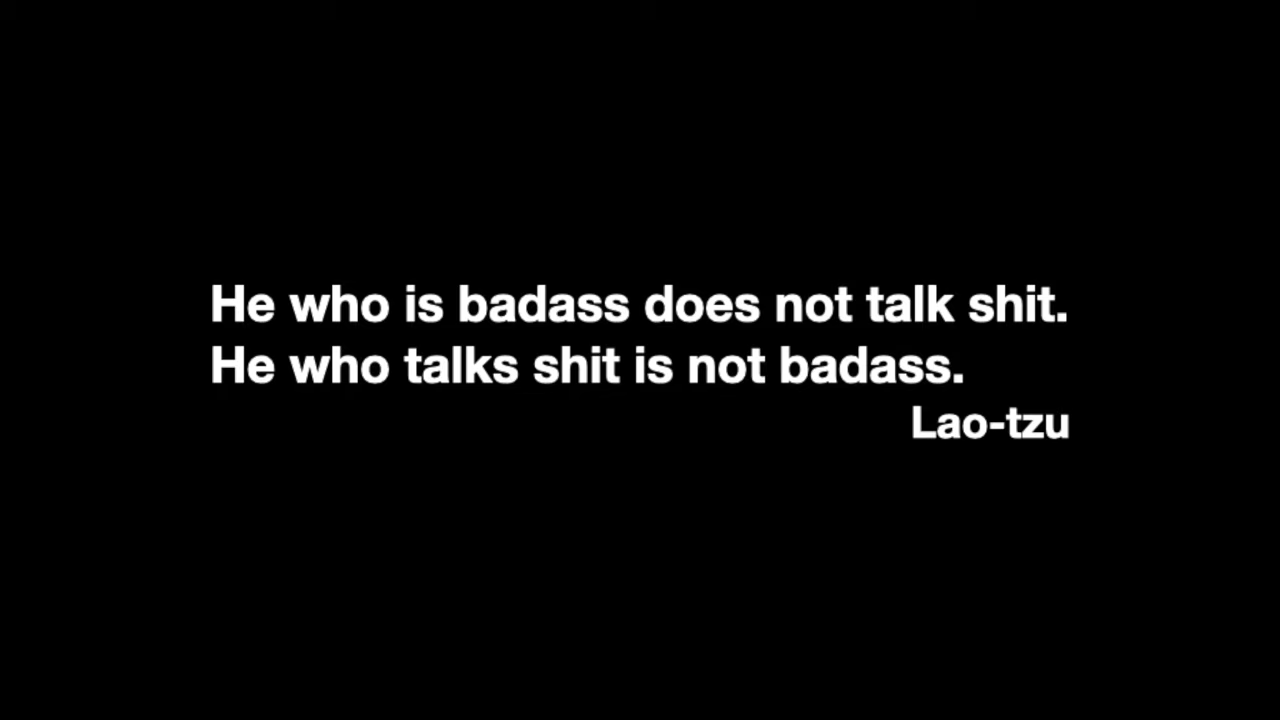 He who is badass does not talk shit.
He who talks shit is not badass.
Lao-tzu